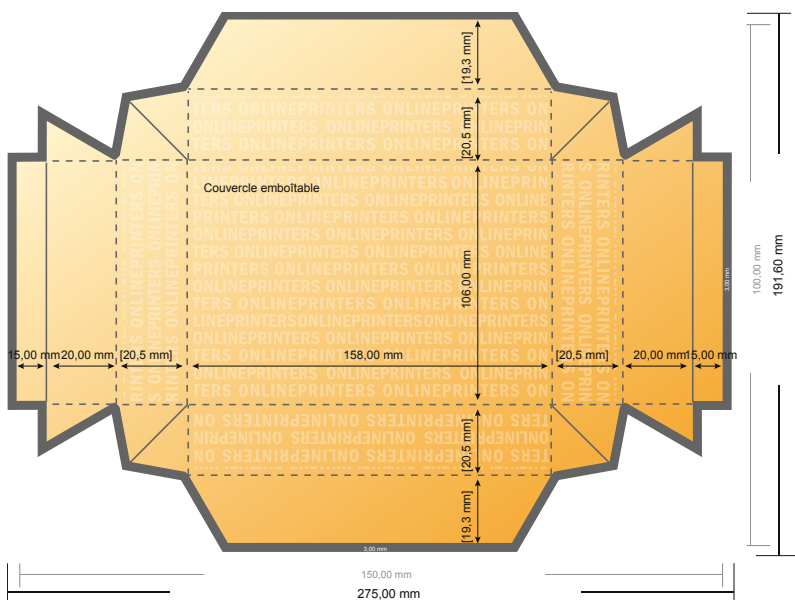 [19,3 mm]
TERS ONLINEPRINTERS ONLINEPRINTERS ON
[20,5 mm]
Couvercle emboîtable
106,00 mm
15,00 mm
20,00 mm
[20,5 mm]
158,00 mm
[20,5 mm]
20,00 mm
15,00 mm
3,00 mm
100,00 mm
191,60 mm
[20,5 mm]
[19,3 mm]
3,00 mm
150,00 mm
275,00 mm